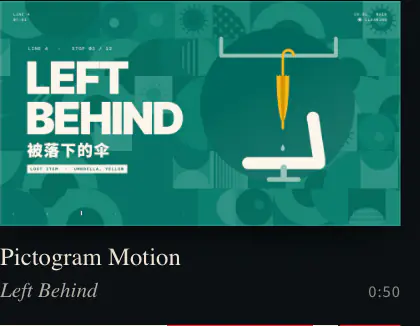 LINE 4 · STOP 03 / 12
LEFT
BEHIND
被落下的伞
LOST ITEM · UMBRELLA, YELLOW
Pictogram Motion
Left Behind
0:50